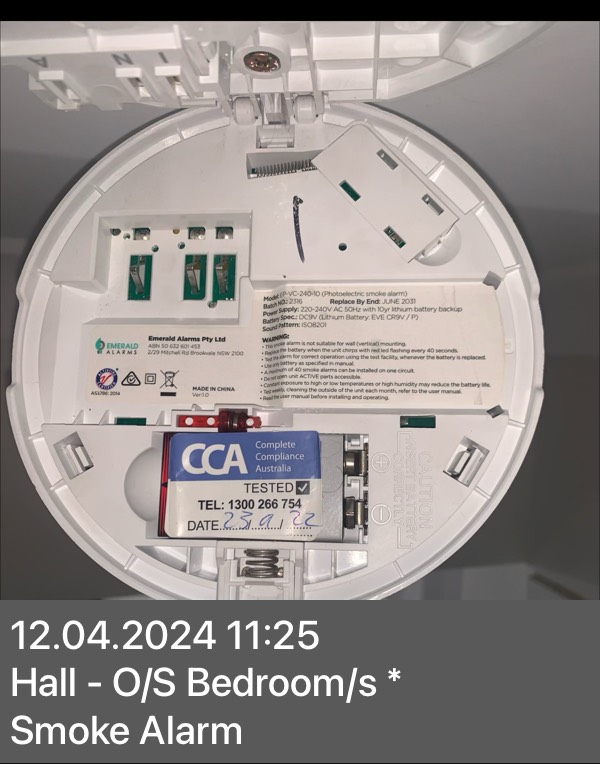 N
Model: EP-VC-240-10 (Photoelectric smoke alarm)
Batch NO.: 2316 Replace By End: JUNE 2031
Power Supply: 220-240V AC 50Hz with 10yr lithium battery backup
Battery Spec.: DC9V (Lithium Battery: EVE CR9V / P)
Sound Pattern: ISO8201
WARNING:
• This smoke alarm is not suitable for wall (vertical) mounting.
• Replace the battery when the unit chirps with red led flashing every 40 seconds.
• Test the alarm for correct operation using the test facility, whenever the battery is replaced.
• Use only battery as specified in manual.
• A maximum of 40 smoke alarms can be installed on one circuit.
• Do not open unit ACTIVE parts accessible.
• Constant exposure to high or low temperatures or high humidity may reduce the battery life.
• Test weekly, cleaning the outside of the unit each month, refer to the user manual.
• Read the user manual before installing and operating.
EMERALD
ALARMS
Emerald Alarms Pty Ltd
ABN 50 632 601 453
2/29 Mitchell Rd Brookvale NSW 2100
AS3786: 2014
MADE IN CHINA
Ver:1.0
CCA Complete
Compliance
Australia
TESTED
TEL: 1300 266 754
DATE 23/9/22
CAUTION
12.04.2024 11:25
Hall - O/S Bedroom/s *
Smoke Alarm